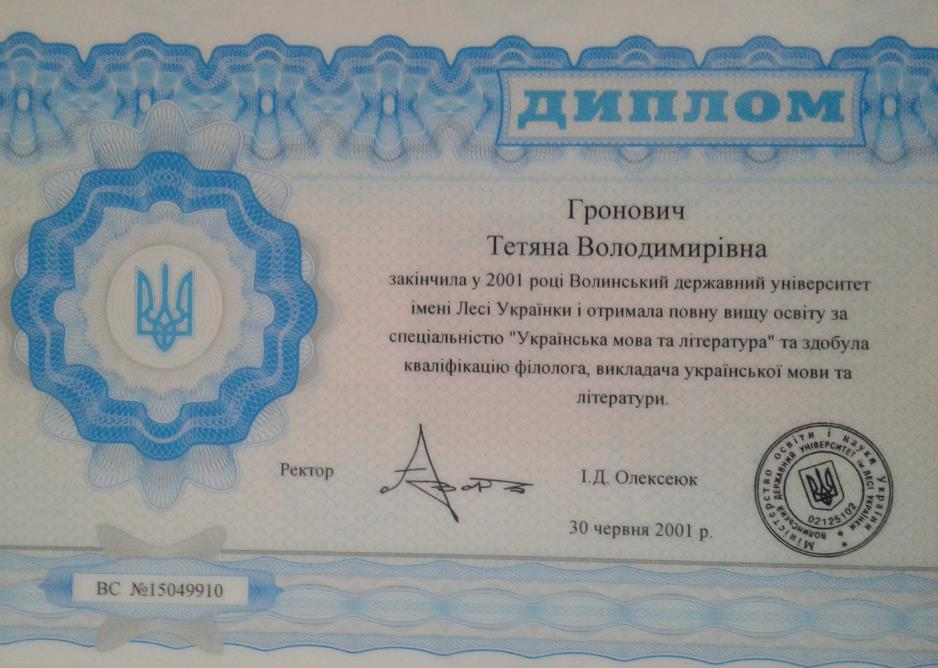 ДИПЛОМ
Гронович
Тетяна Володимирівна
закінчила у 2001 році Волинський державний університет
імені Лесі Українки і отримала повну вищу освіту за
спеціальністю "Українська мова та література" та здобула
кваліфікацію філолога, викладача української мови та
літератури.
Ректор
І.Д. Олексеюк
30 червня 2001 р.
Міністерство освіти і науки України
ВОЛИНСЬКИЙ ДЕРЖАВНИЙ УНІВЕРСИТЕТ ім ЛЕСІ УКРАЇНКИ
02125102
ВС №15049910